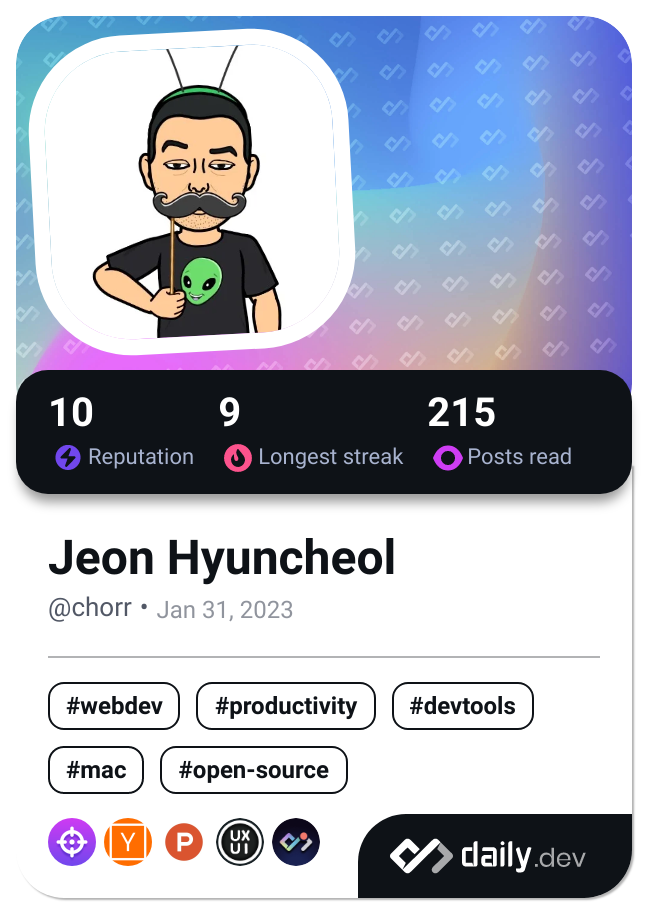 10 9 215
Reputation Longest streak Posts read
Jeon Hyuncheol
@chorr • Jan 31, 2023
#webdev #productivity #devtools
#mac #open-source
Y P UX UI
daily.dev